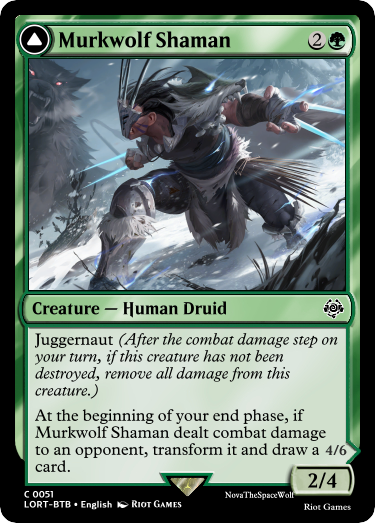 Murkwolf Shaman 2
Creature — Human Druid
Juggernaut (After the combat damage step on
your turn, if this creature has not been
destroyed, remove all damage from this
creature.)
At the beginning of your end phase, if
Murkwolf Shaman dealt combat damage
to an opponent, transform it and draw a 4/6
card.
2/4
C 0051 NovaTheSpaceWolf
LORT-BTB • English Riot Games Riot Games